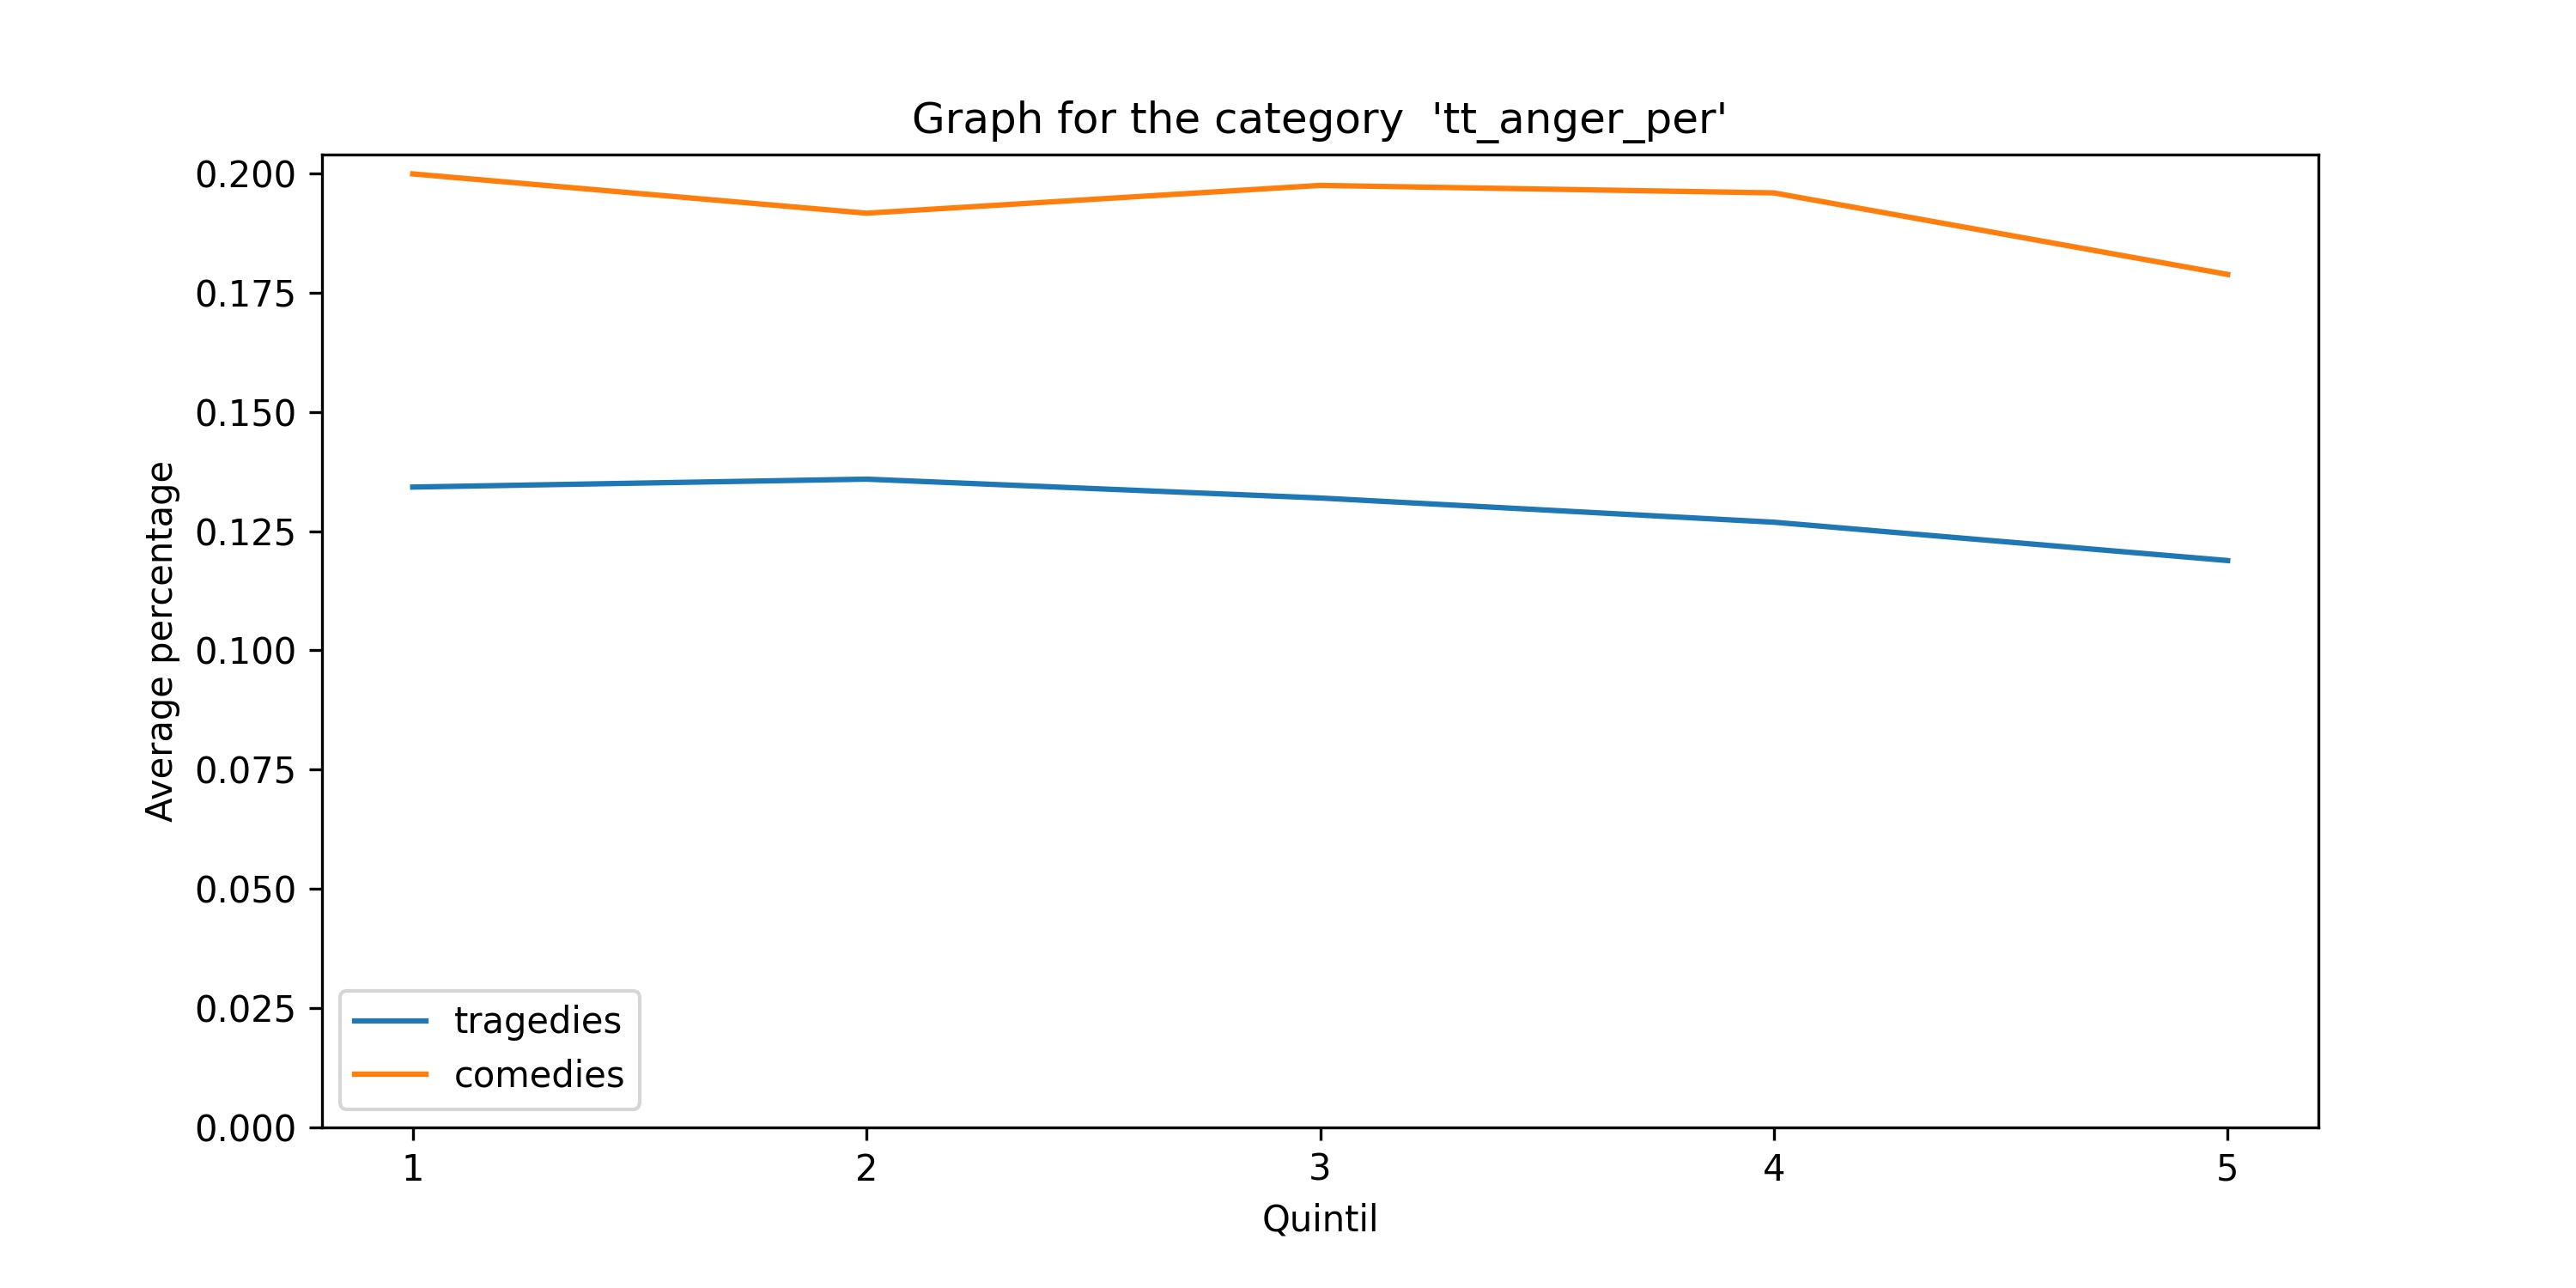 Graph for the category  'tt_anger_per'
0.200
0.175
0.150
0.125
0.100
0.075
0.050
0.025
0.000
Average percentage
tragedies
comedies
1 2 3 4 5
Quintil